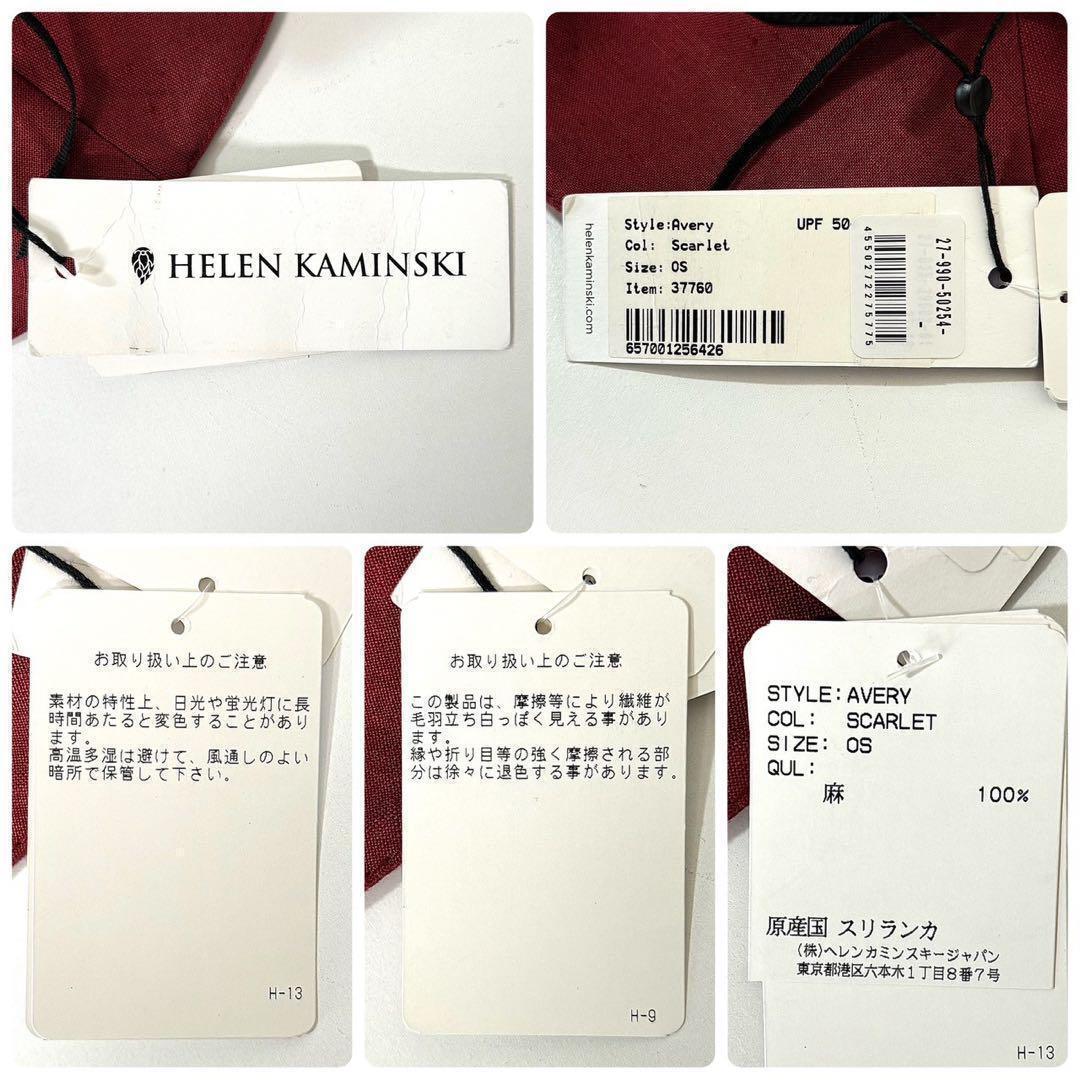 HELEN KAMINSKI
helenkaminski.com
Style:Avery UPF 50
Col: Scarlet
Size: OS
Item: 37760
657001256426
4550272275775
27-990-50254-
お取り扱い上のご注意
素材の特性上、日光や蛍光灯に長
時間あたると変色することがあり
ます。
高温多湿は避けて、風通しのよい
暗所で保管して下さい。
H-13
お取り扱い上のご注意
この製品は、摩擦等により繊維が
毛羽立ち白っぽく見える事があり
ます。
縁や折り目等の強く摩擦される部
分は徐々に退色する事があります。
H-9
STYLE:AVERY
COL: SCARLET
SIZE: OS
QUL:
麻 100%
原産国 スリランカ
(株)ヘレンカミンスキージャパン
東京都港区六本木1丁目8番7号
H-13